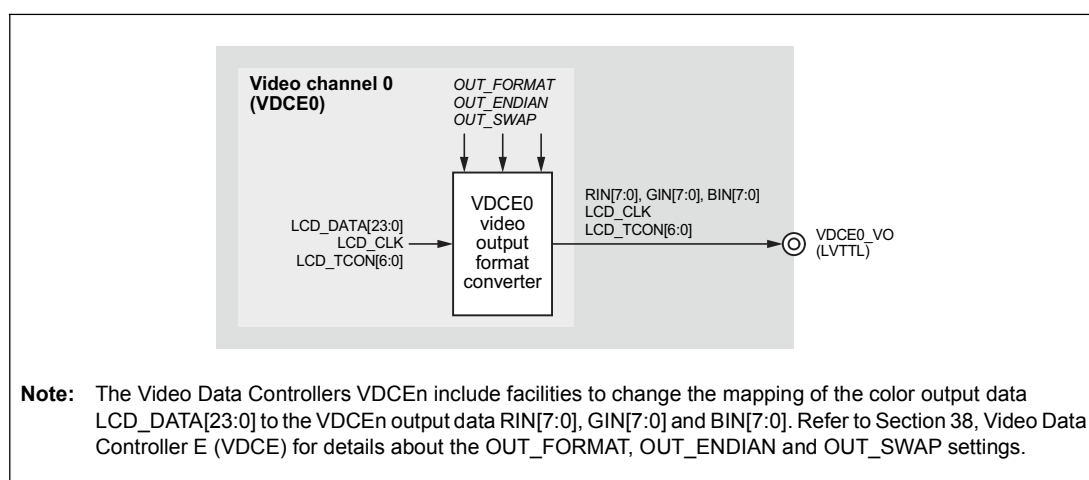 Video channel 0
(VDCE0)
OUT_FORMAT
OUT_ENDIAN
OUT_SWAP
LCD_DATA[23:0]
LCD_CLK
LCD_TCON[6:0]
VDCE0
video
output
format
converter
RIN[7:0], GIN[7:0], BIN[7:0]
LCD_CLK
LCD_TCON[6:0]
VDCE0_VO
(LVTTL)
Note: The Video Data Controllers VDCEn include facilities to change the mapping of the color output data
LCD_DATA[23:0] to the VDCEn output data RIN[7:0], GIN[7:0] and BIN[7:0]. Refer to Section 38, Video Data
Controller E (VDCE) for details about the OUT_FORMAT, OUT_ENDIAN and OUT_SWAP settings.